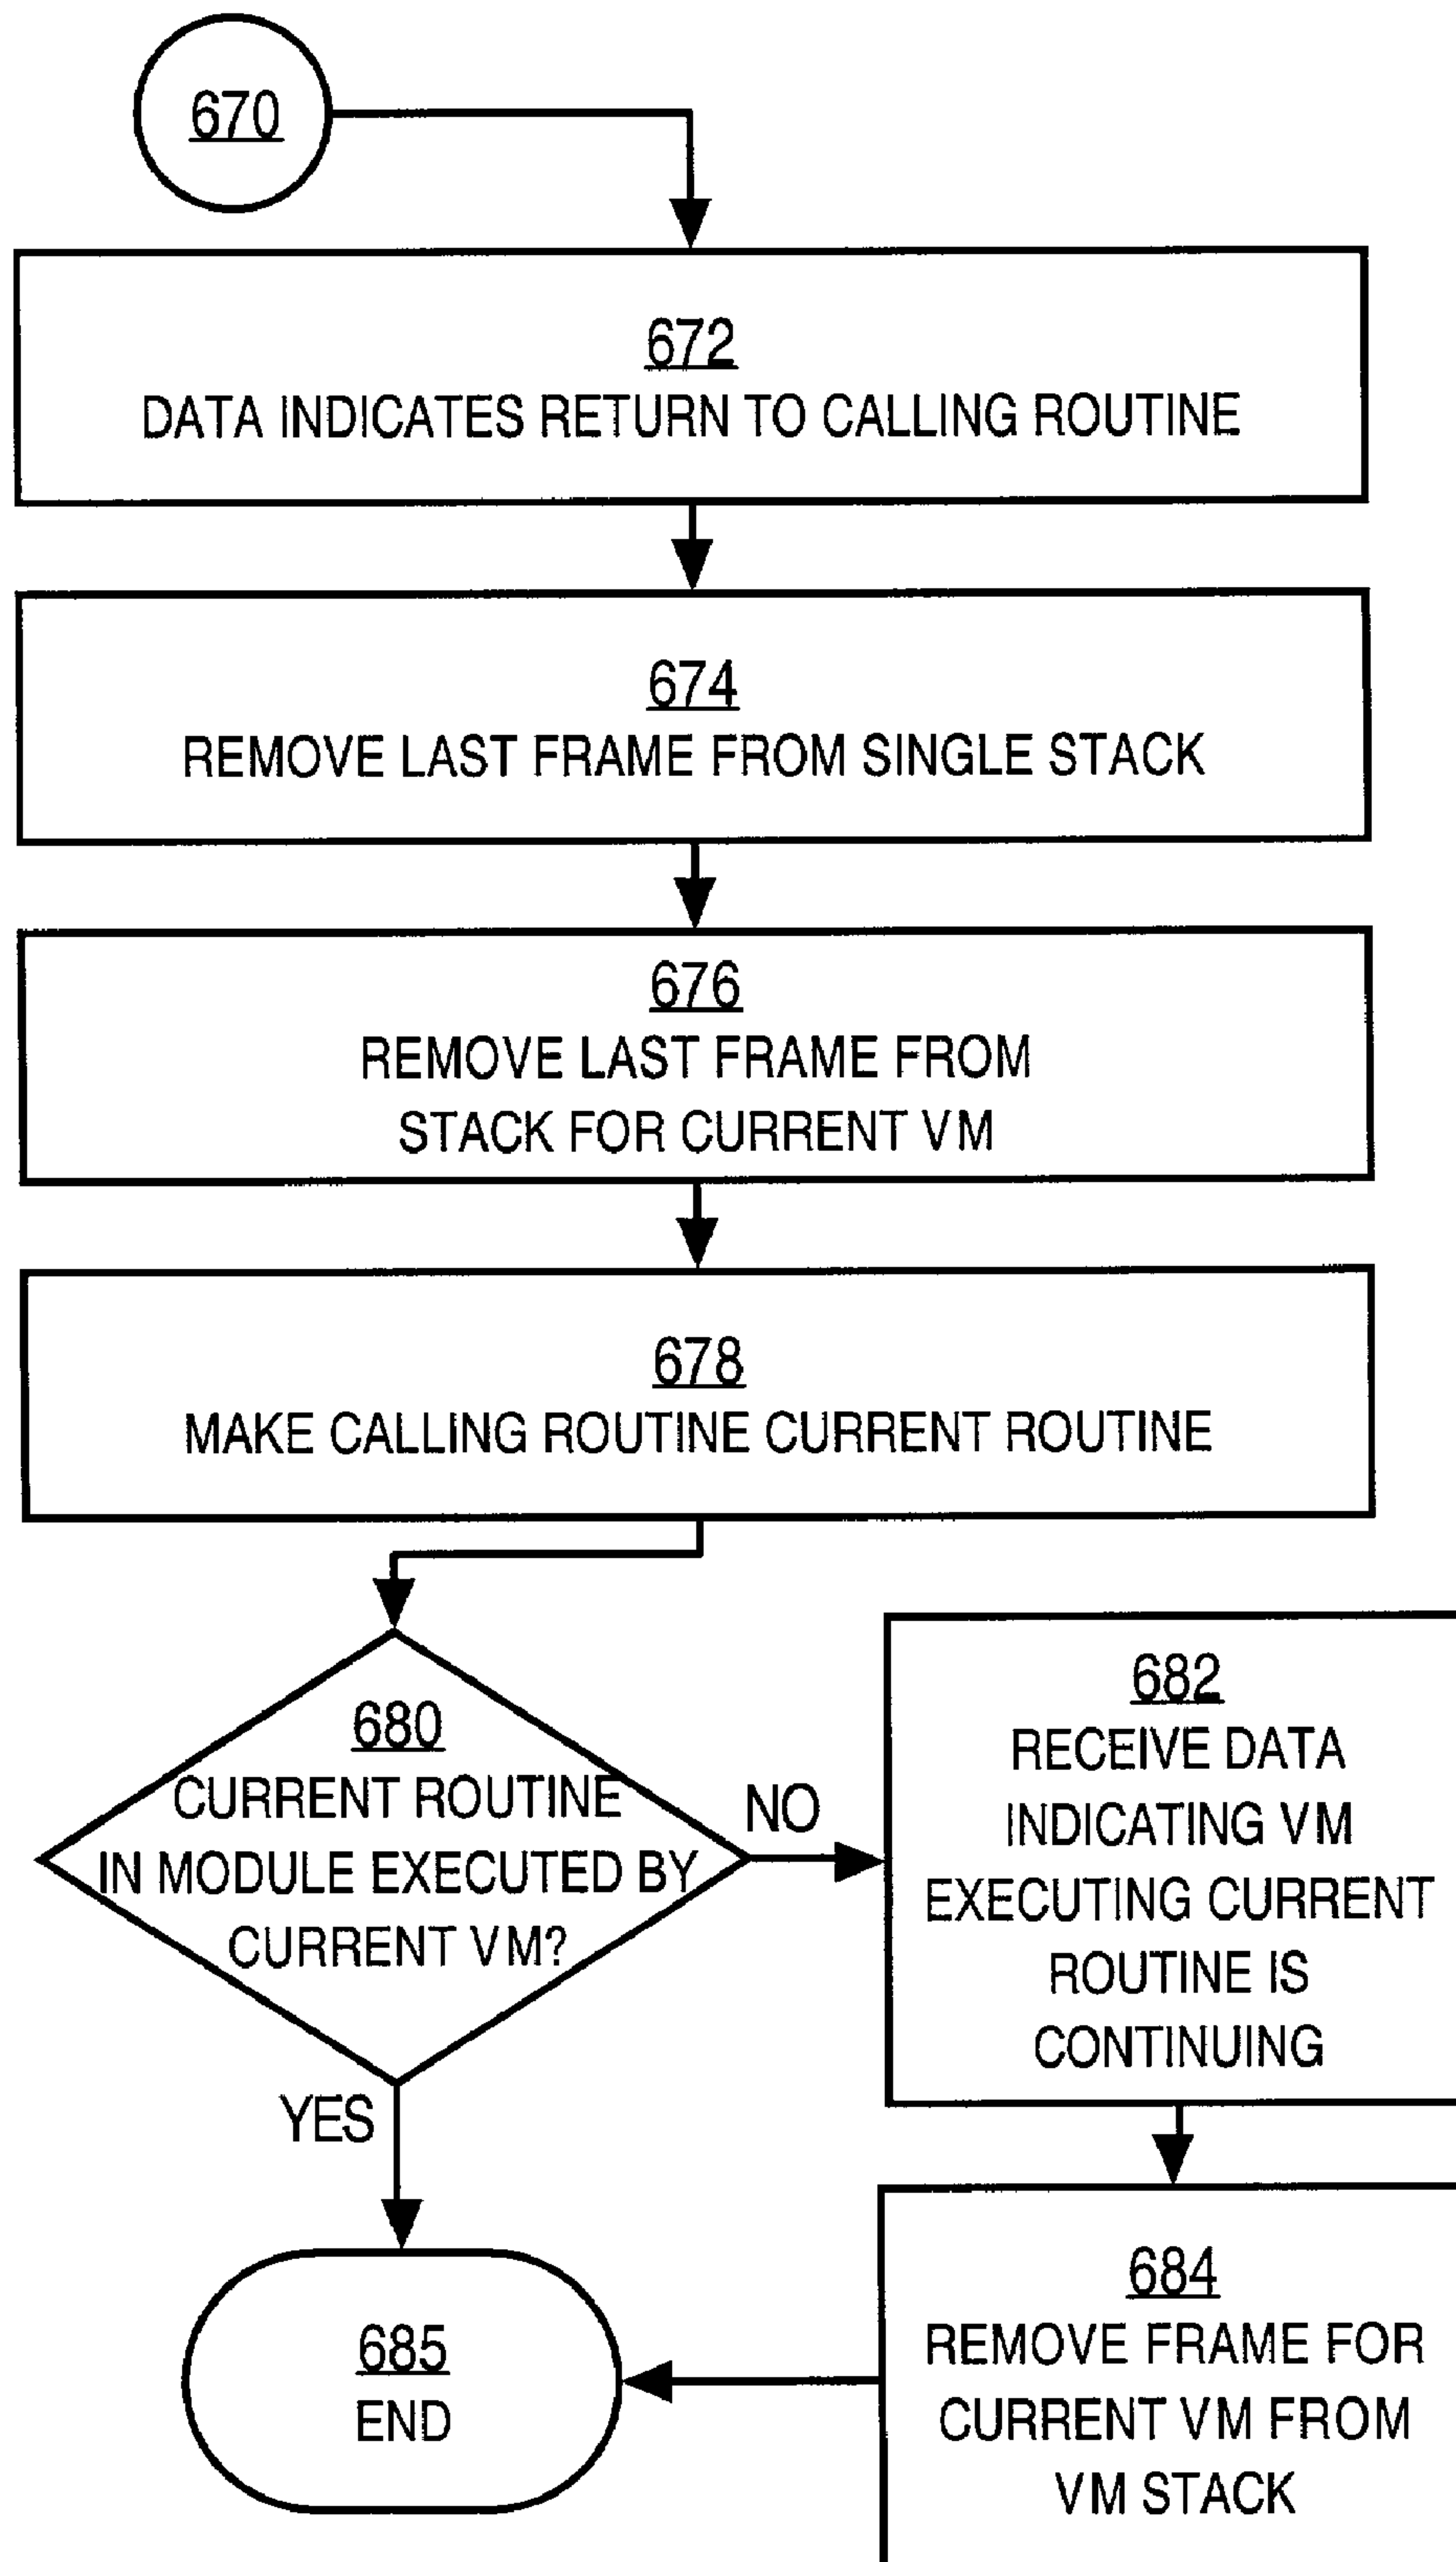 670
672
DATA INDICATES RETURN TO CALLING ROUTINE
674
REMOVE LAST FRAME FROM SINGLE STACK
676
REMOVE LAST FRAME FROM
STACK FOR CURRENT VM
678
MAKE CALLING ROUTINE CURRENT ROUTINE
680
CURRENT ROUTINE
IN MODULE EXECUTED BY
CURRENT VM?
NO
682
RECEIVE DATA
INDICATING VM
EXECUTING CURRENT
ROUTINE IS
CONTINUING
YES
684
REMOVE FRAME FOR
CURRENT VM FROM
VM STACK
685
END